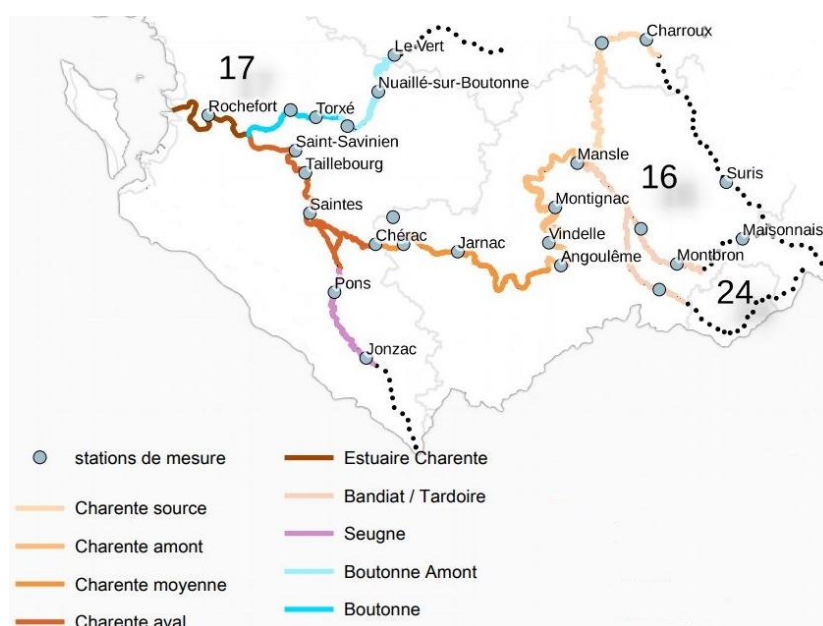 Charroux
Le Vert
17
Nuaillé-sur-Boutonne
Rochefort
Torxé
Saint-Savinien
Taillebourg
Mansle
16
Suris
Saintes
Montignac
Chérac
Vindelle
Maisonnais
Jarnac
Angoulême
Montbron
24
Pons
Jonzac
stations de mesure
Charente source
Charente amont
Charente moyenne
Charente aval
Estuaire Charente
Bandiat / Tardoire
Seugne
Boutonne Amont
Boutonne